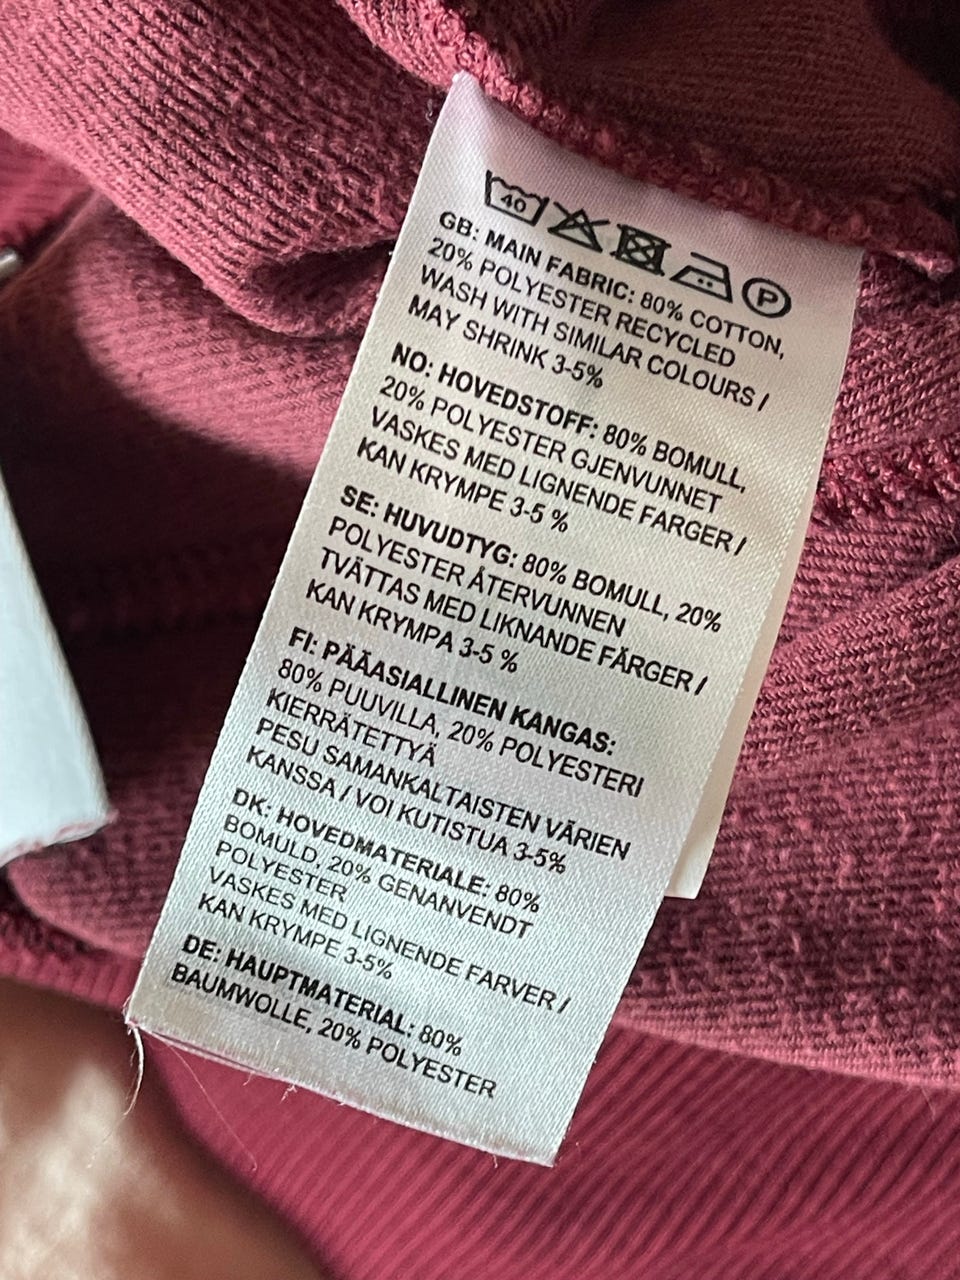 40 P
GB: MAIN FABRIC: 80% COTTON,
20% POLYESTER RECYCLED
WASH WITH SIMILAR COLOURS /
MAY SHRINK 3-5%
NO: HOVEDSTOFF: 80% BOMULL,
20% POLYESTER GJENVUNNET
VASKES MED LIGNENDE FARGER /
KAN KRYMPE 3-5 %
SE: HUVUDTYG: 80% BOMULL, 20%
POLYESTER ÅTERVUNNEN
TVÄTTAS MED LIKNANDE FÄRGER /
KAN KRYMPA 3-5 %
FI: PÄÄASIALLINEN KANGAS:
80% PUUVILLA, 20% POLYESTERI
KIERRÄTETTYÄ
PESU SAMANKALTAISTEN VÄRIEN
KANSSA / VOI KUTISTUA 3-5%
DK: HOVEDMATERIALE: 80%
BOMULD, 20% GENANVENDT
POLYESTER
VASKES MED LIGNENDE FARVER /
KAN KRYMPE 3-5%
DE: HAUPTMATERIAL: 80%
BAUMWOLLE, 20% POLYESTER